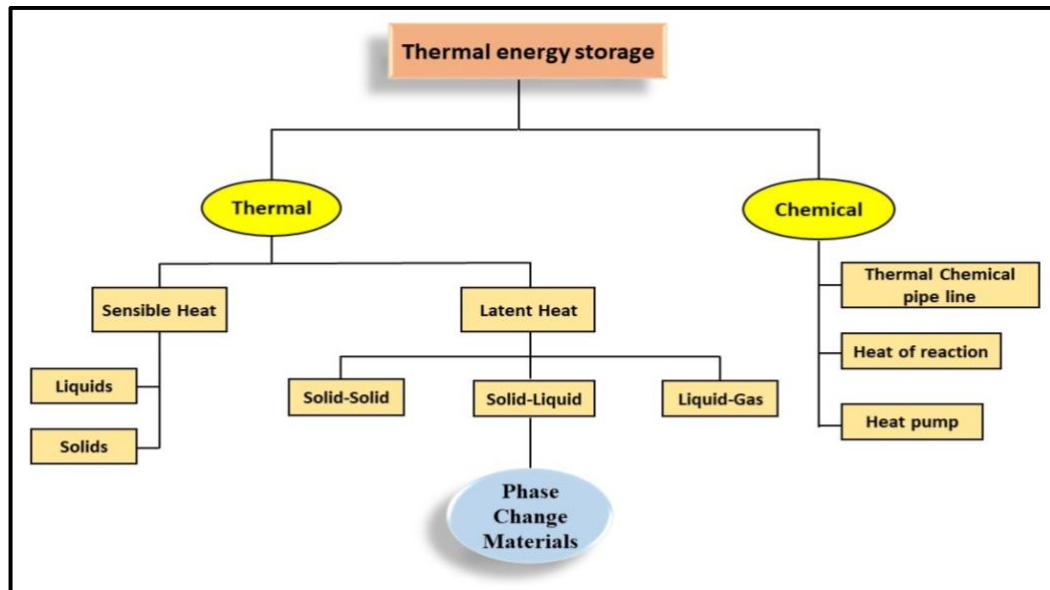 Thermal energy storage
Thermal
Chemical
Sensible Heat
Latent Heat
Thermal Chemical
pipe line
Heat of reaction
Heat pump
Liquids
Solids
Solid-Solid
Solid-Liquid
Liquid-Gas
Phase
Change
Materials